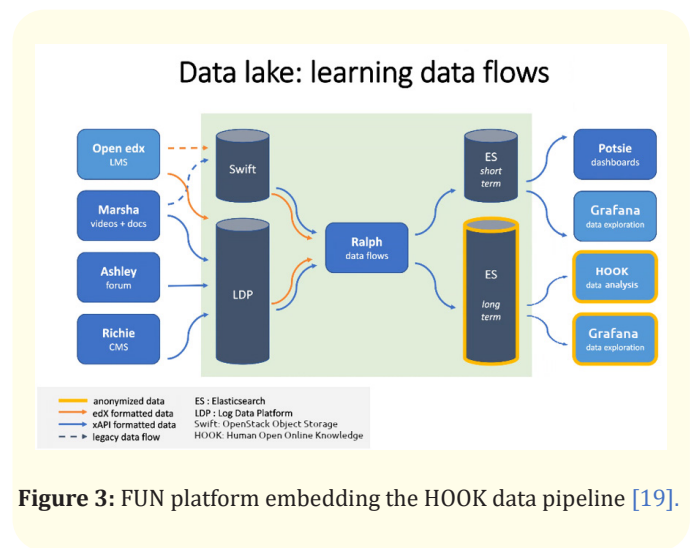 Data lake: learning data flows
Open edx
LMS
Marsha
videos + docs
Ashley
forum
Richie
CMS
Swift
LDP
Ralph
data flows
ES
short
term
ES
long
term
Potsie
dashboards
Grafana
data exploration
HOOK
data analysis
Grafana
data exploration
anonymized data
edX formatted data
xAPI formatted data
legacy data flow
ES : Elasticsearch
LDP : Log Data Platform
Swift: OpenStack Object Storage
HOOK: Human Open Online Knowledge
Figure 3: FUN platform embedding the HOOK data pipeline [19].